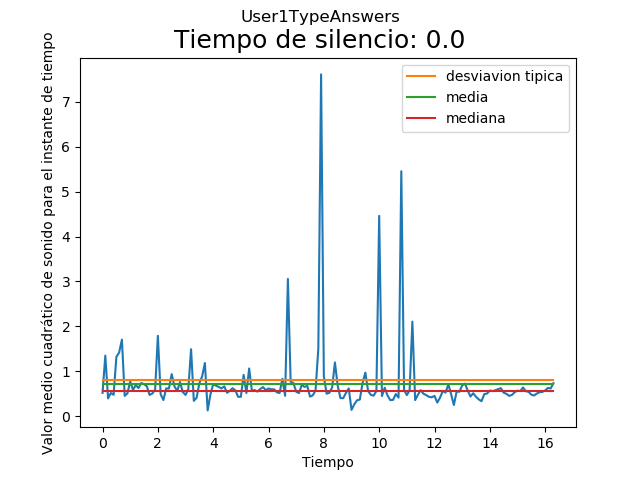 User1TypeAnswers
Tiempo de silencio: 0.0
Valor medio cuadrático de sonido para el instante de tiempo
7
6
5
4
3
2
1
0
desviavion tipica
media
mediana
0 2 4 6 8 10 12 14 16
Tiempo